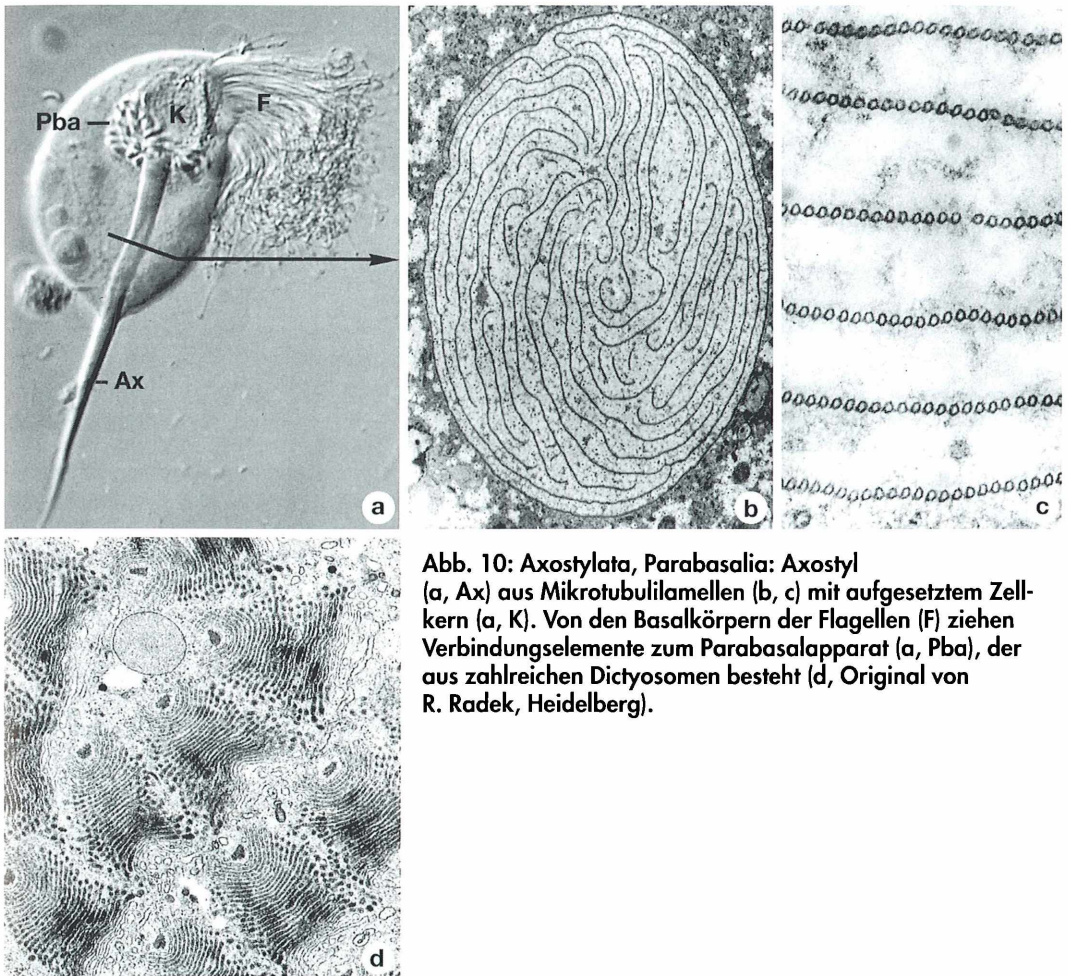 Pba
K
F
Ax
a
b
c
d
Abb. 10: Axostylata, Parabasalia: Axostyl
(a, Ax) aus Mikrotubulilamellen (b, c) mit aufgesetztem Zell-
kern (a, K). Von den Basalkörpern der Flagellen (F) ziehen
Verbindungselemente zum Parabasalapparat (a, Pba), der
aus zahlreichen Dictyosomen besteht (d, Original von
R. Radek, Heidelberg).